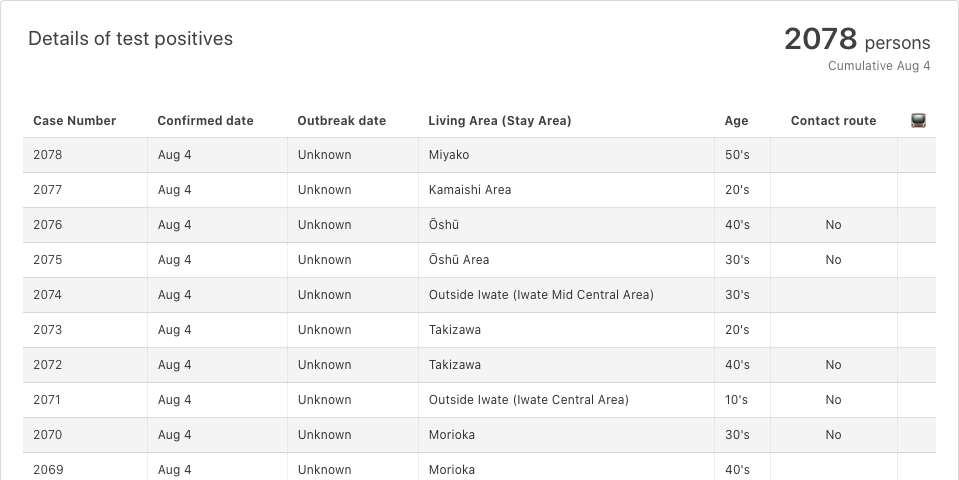 Details of test positives
2078 persons
Cumulative Aug 4
Case Number Confirmed date Outbreak date Living Area (Stay Area) Age Contact route
2078 Aug 4 Unknown Miyako 50's
2077 Aug 4 Unknown Kamaishi Area 20's
2076 Aug 4 Unknown Ōshū 40's No
2075 Aug 4 Unknown Ōshū Area 30's No
2074 Aug 4 Unknown Outside Iwate (Iwate Mid Central Area) 30's
2073 Aug 4 Unknown Takizawa 20's
2072 Aug 4 Unknown Takizawa 40's No
2071 Aug 4 Unknown Outside Iwate (Iwate Central Area) 10's No
2070 Aug 4 Unknown Morioka 30's No
2069 Aug 4 Unknown Morioka 40's